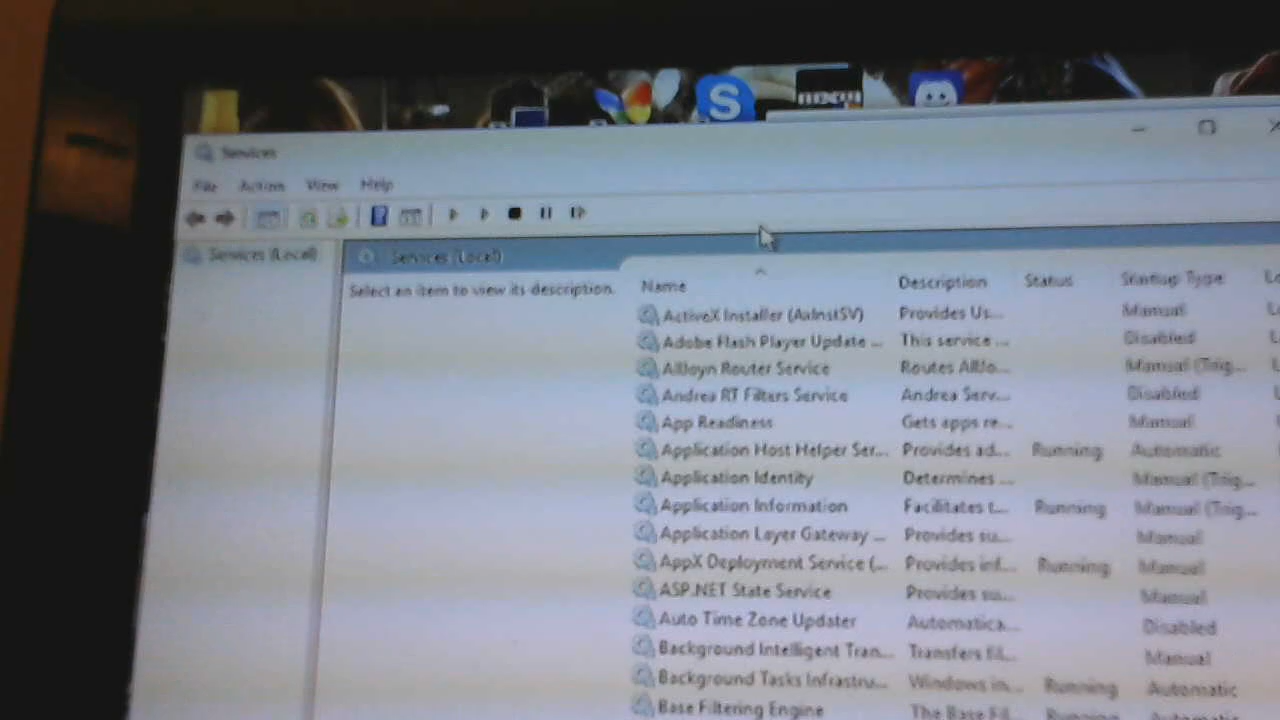 Services
File Action View Help
Services (Local)
Services (Local)
Select an item to view its description.
Name Description Status Startup Type
ActiveX Installer (AxInstSV) Provides Us... Manual
Adobe Flash Player Update ... This service ... Disabled
AllJoyn Router Service Routes AllJo... Manual (Trig...
Andrea RT Filters Service Andrea Serv... Disabled
App Readiness Gets apps re... Manual
Application Host Helper Ser... Provides ad... Running Automatic
Application Identity Determines ... Manual (Trig...
Application Information Facilitates t... Running Manual (Trig...
Application Layer Gateway ... Provides su... Manual
AppX Deployment Service (... Provides inf... Running Manual
ASP.NET State Service Provides su... Manual
Auto Time Zone Updater Automatica... Disabled
Background Intelligent Tran... Transfers fil... Manual
Background Tasks Infrastru... Windows in... Running Automatic
Base Filtering Engine The Base Fil... Running Automatic